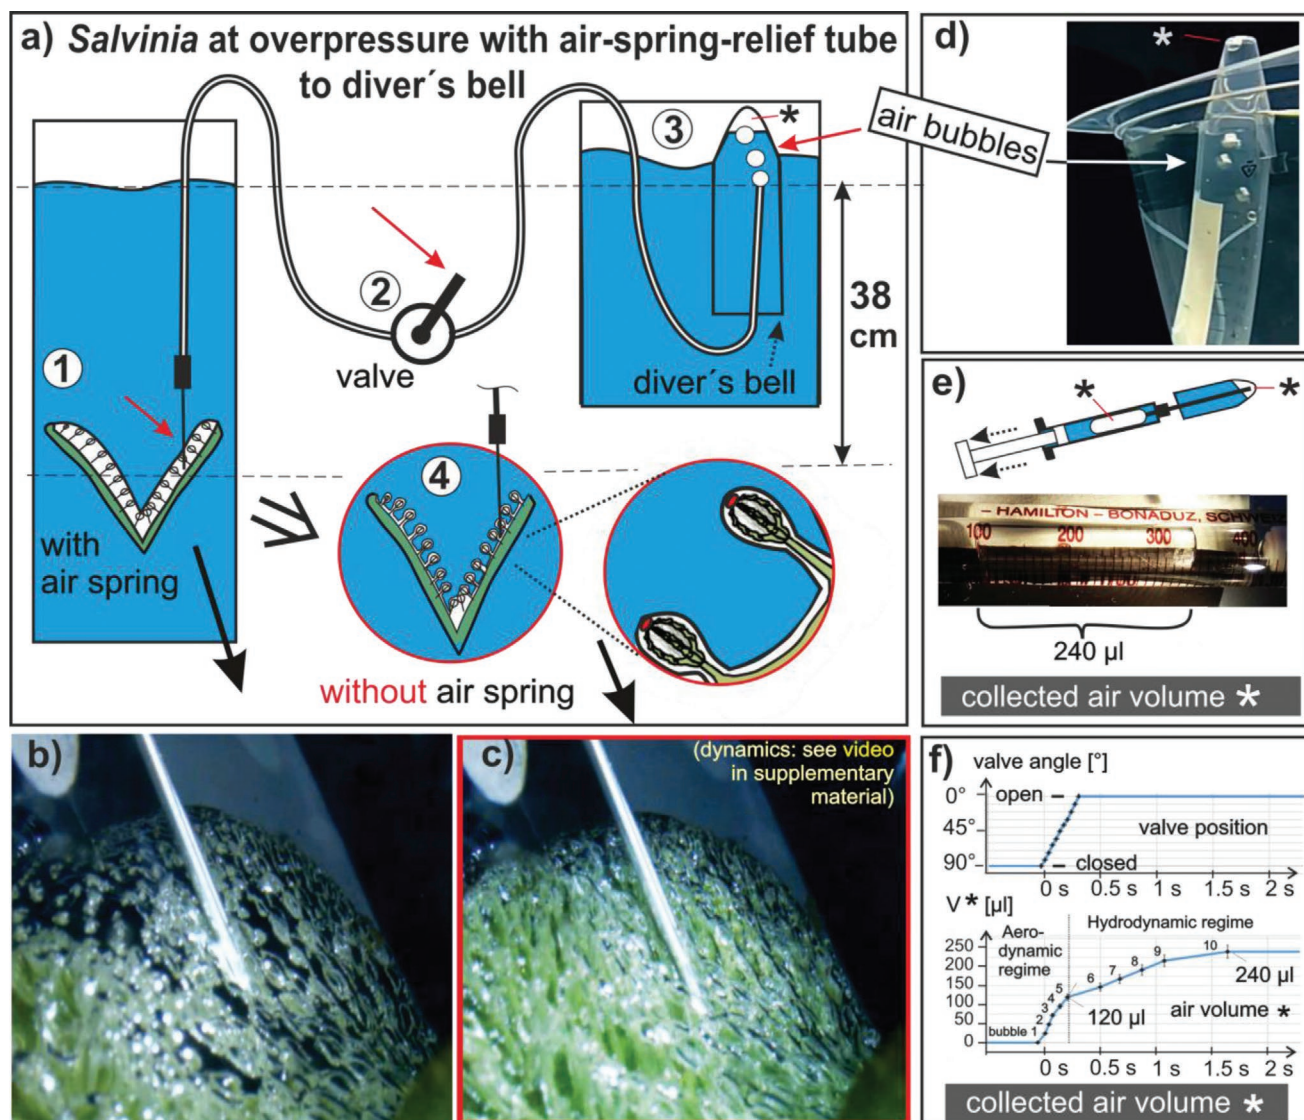 a) Salvinia at overpressure with air-spring-relief tube
to diver´s bell
*
3
2
valve
diver´s bell
38
cm
1
with
air spring
4
without air spring
air bubbles
d)
*
e)
*
*
– HAMILTON – BONADUZ, SCHWEIZ
100 200 300 400
240 µl
collected air volume *
b)
c)
(dynamics: see video
in supplementary
material)
f)
valve angle [°]
0°
open
45°
valve position
90°
closed
0 s 0.5 s 1 s 1.5 s 2 s
V * [µl]
Aero-
dynamic
regime
Hydrodynamic regime
250
200
150
100
50
0
bubble 1
2
3
4
5
6
7
8
9
10
240 µl
120 µl
air volume *
0 s 0.5 s 1 s 1.5 s 2 s
collected air volume *